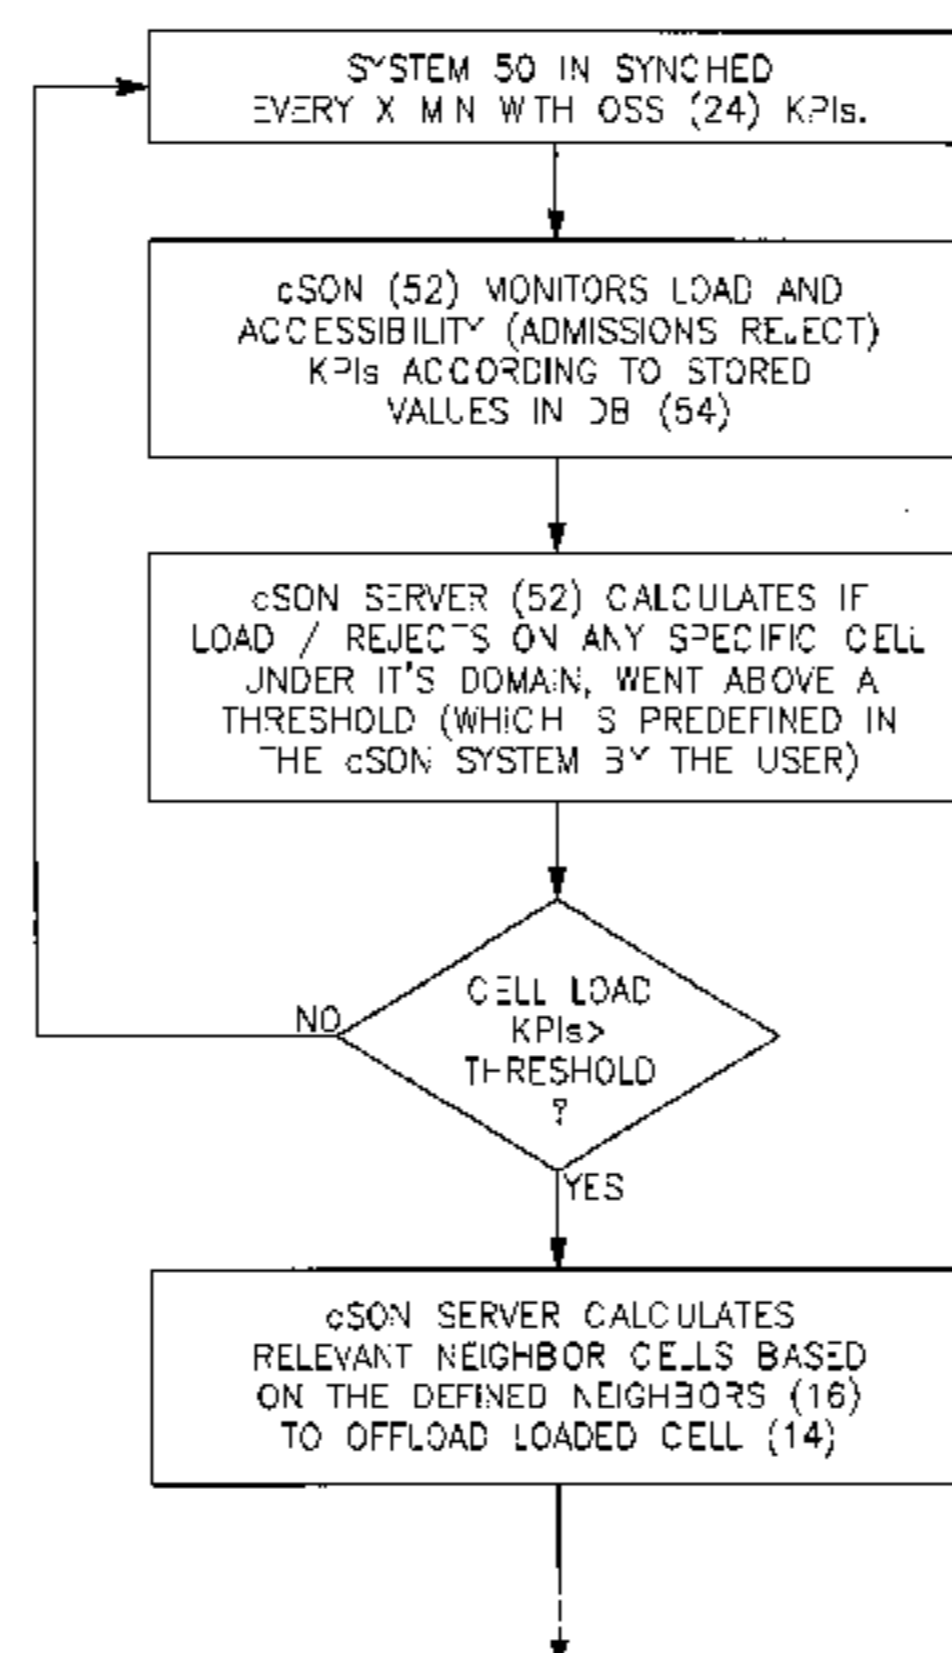 SYSTEM 50 IN SYNCHED
EVERY X MIN WITH OSS (24) KPIs.
cSON (52) MONITORS LOAD AND
ACCESSIBILITY (ADMISSIONS REJECT)
KPIs ACCORDING TO STORED
VALUES IN DB (54)
cSON SERVER (52) CALCULATES IF
LOAD / REJECTS ON ANY SPECIFIC CELL
UNDER IT'S DOMAIN, WENT ABOVE A
THRESHOLD (WHICH IS PREDEFINED IN
THE cSON SYSTEM BY THE USER)
CELL LOAD
KPIs>
THRESHOLD
?
NO
YES
cSON SERVER CALCULATES
RELEVANT NEIGHBOR CELLS BASED
ON THE DEFINED NEIGHBORS (16)
TO OFFLOAD LOADED CELL (14)